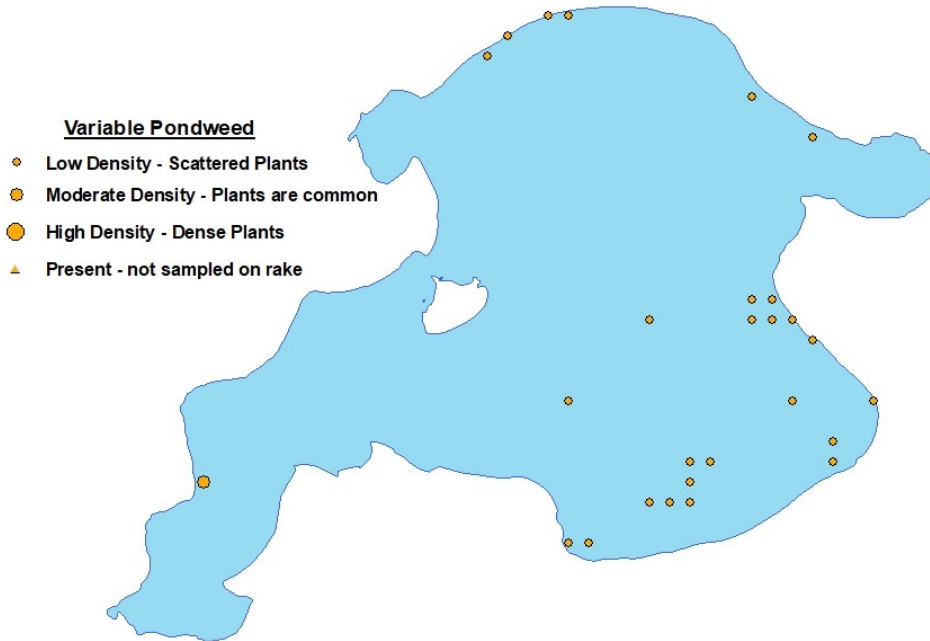 Variable Pondweed
Low Density - Scattered Plants
Moderate Density - Plants are common
High Density - Dense Plants
Present - not sampled on rake